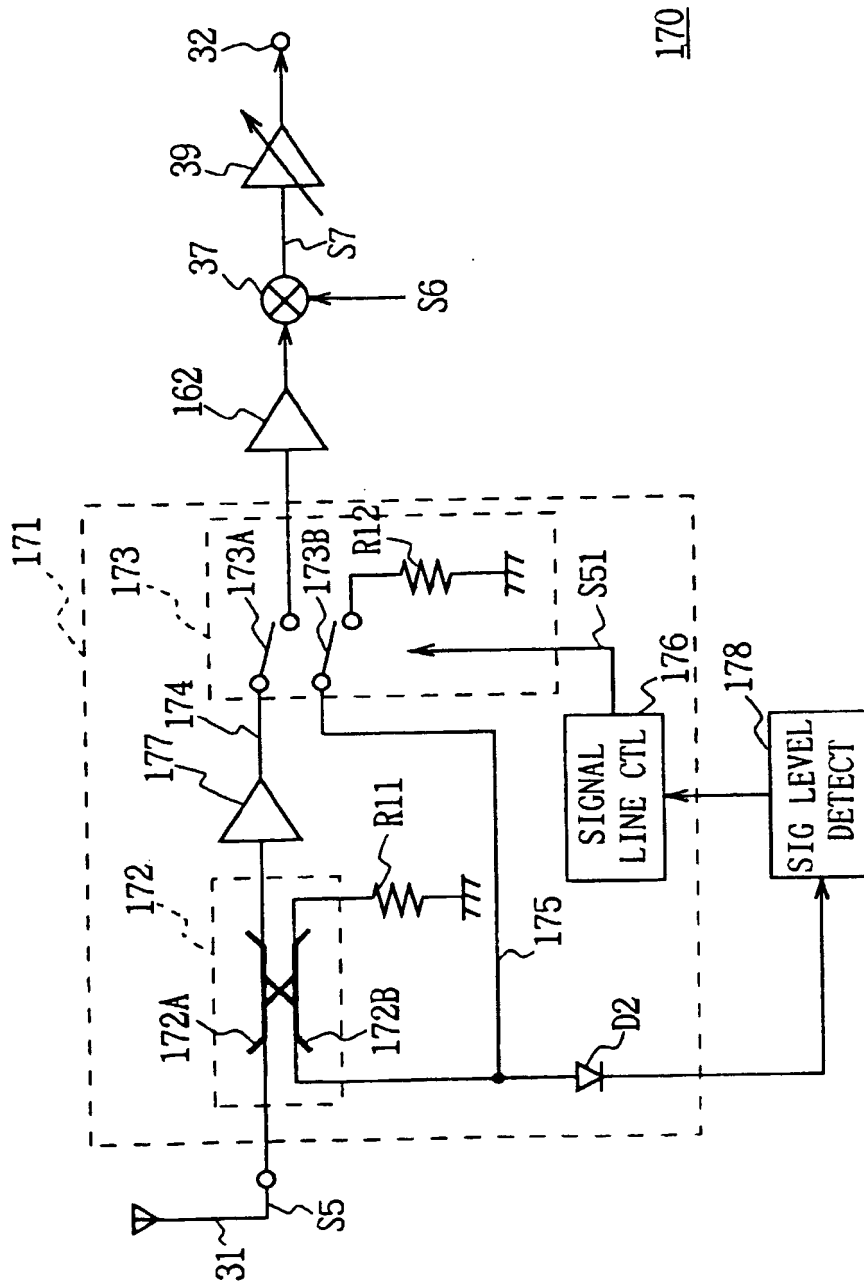 170
32
39
S7
37
S6
162
171
173
173A
173B
R12
S51
174
177
176
SIGNAL
LINE CTL
178
SIG LEVEL
DETECT
172
172A
172B
R11
175
D2
31
S5